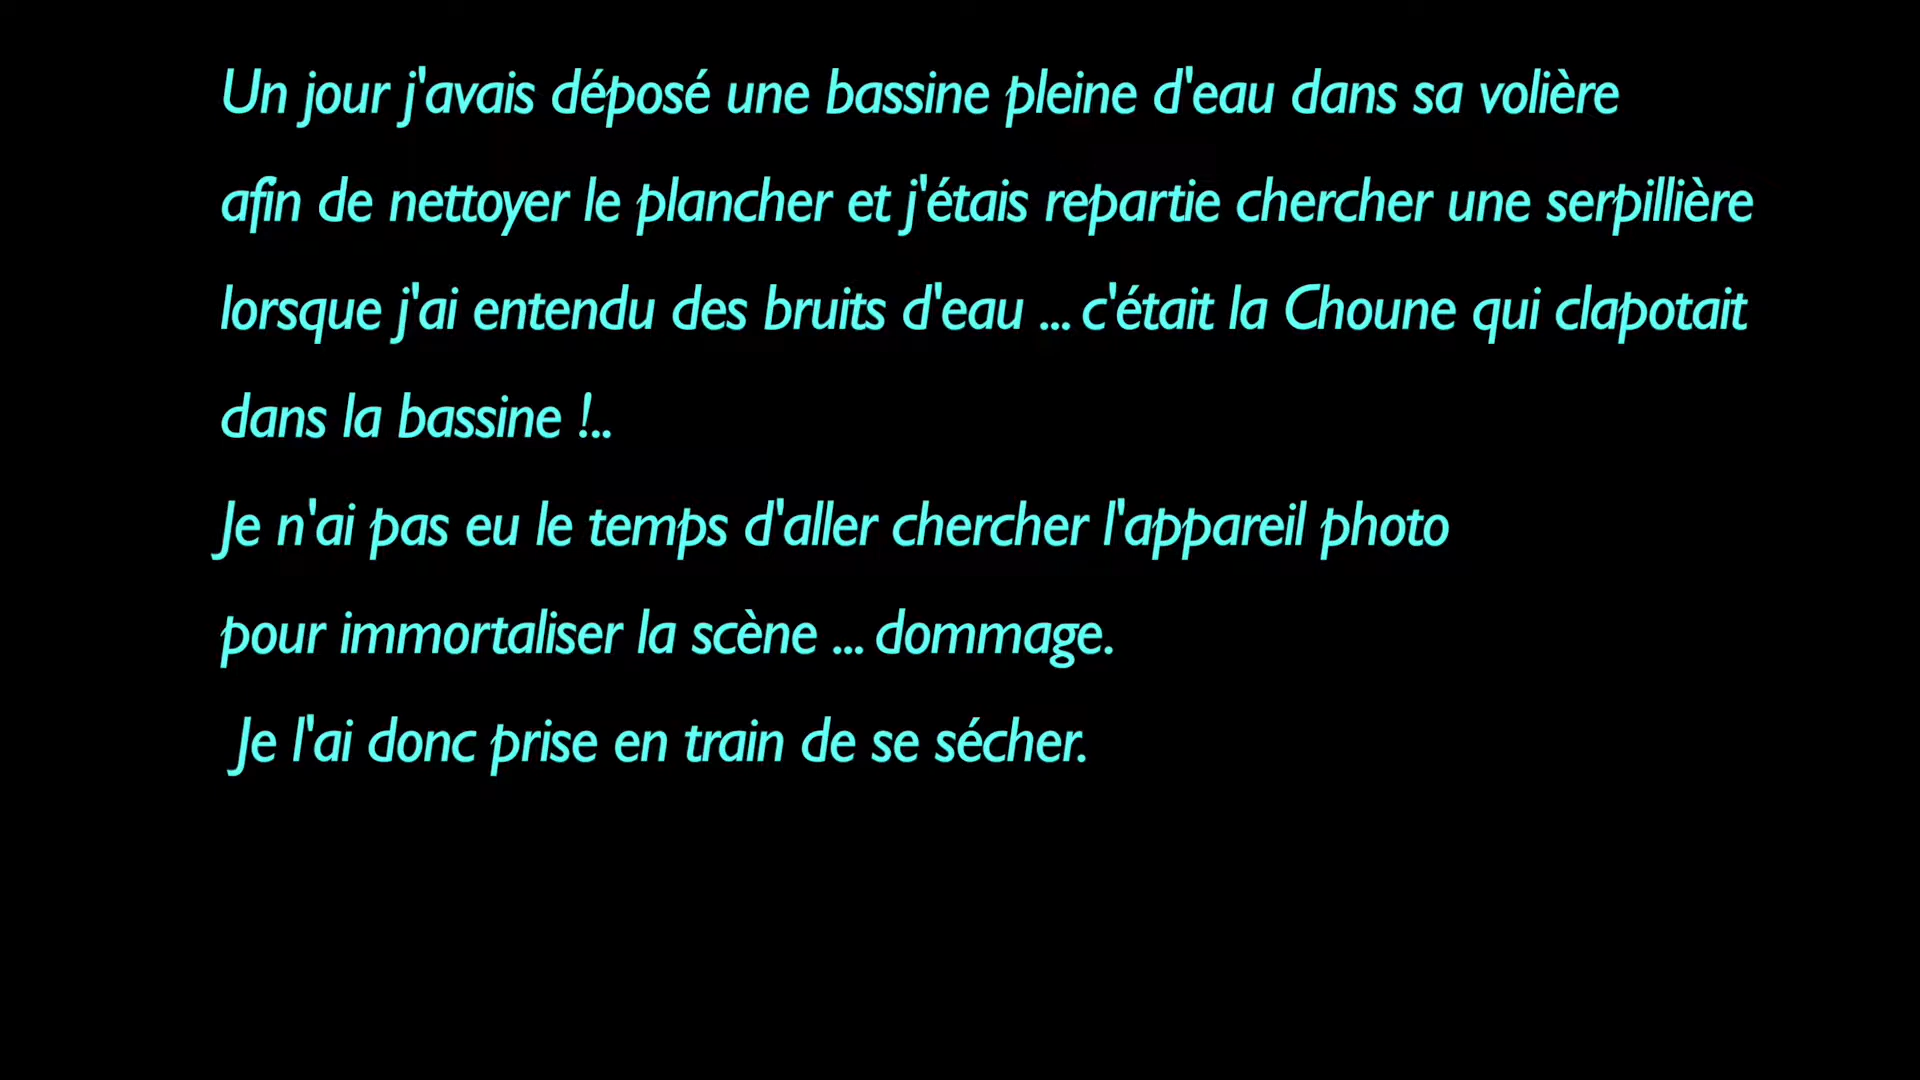 Un jour j'avais déposé une bassine pleine d'eau dans sa volière
afin de nettoyer le plancher et j'étais repartie chercher une serpillière
lorsque j'ai entendu des bruits d'eau ... c'était la Choune qui clapotait
dans la bassine !..
Je n'ai pas eu le temps d'aller chercher l'appareil photo
pour immortaliser la scène ... dommage.
Je l'ai donc prise en train de se sécher.